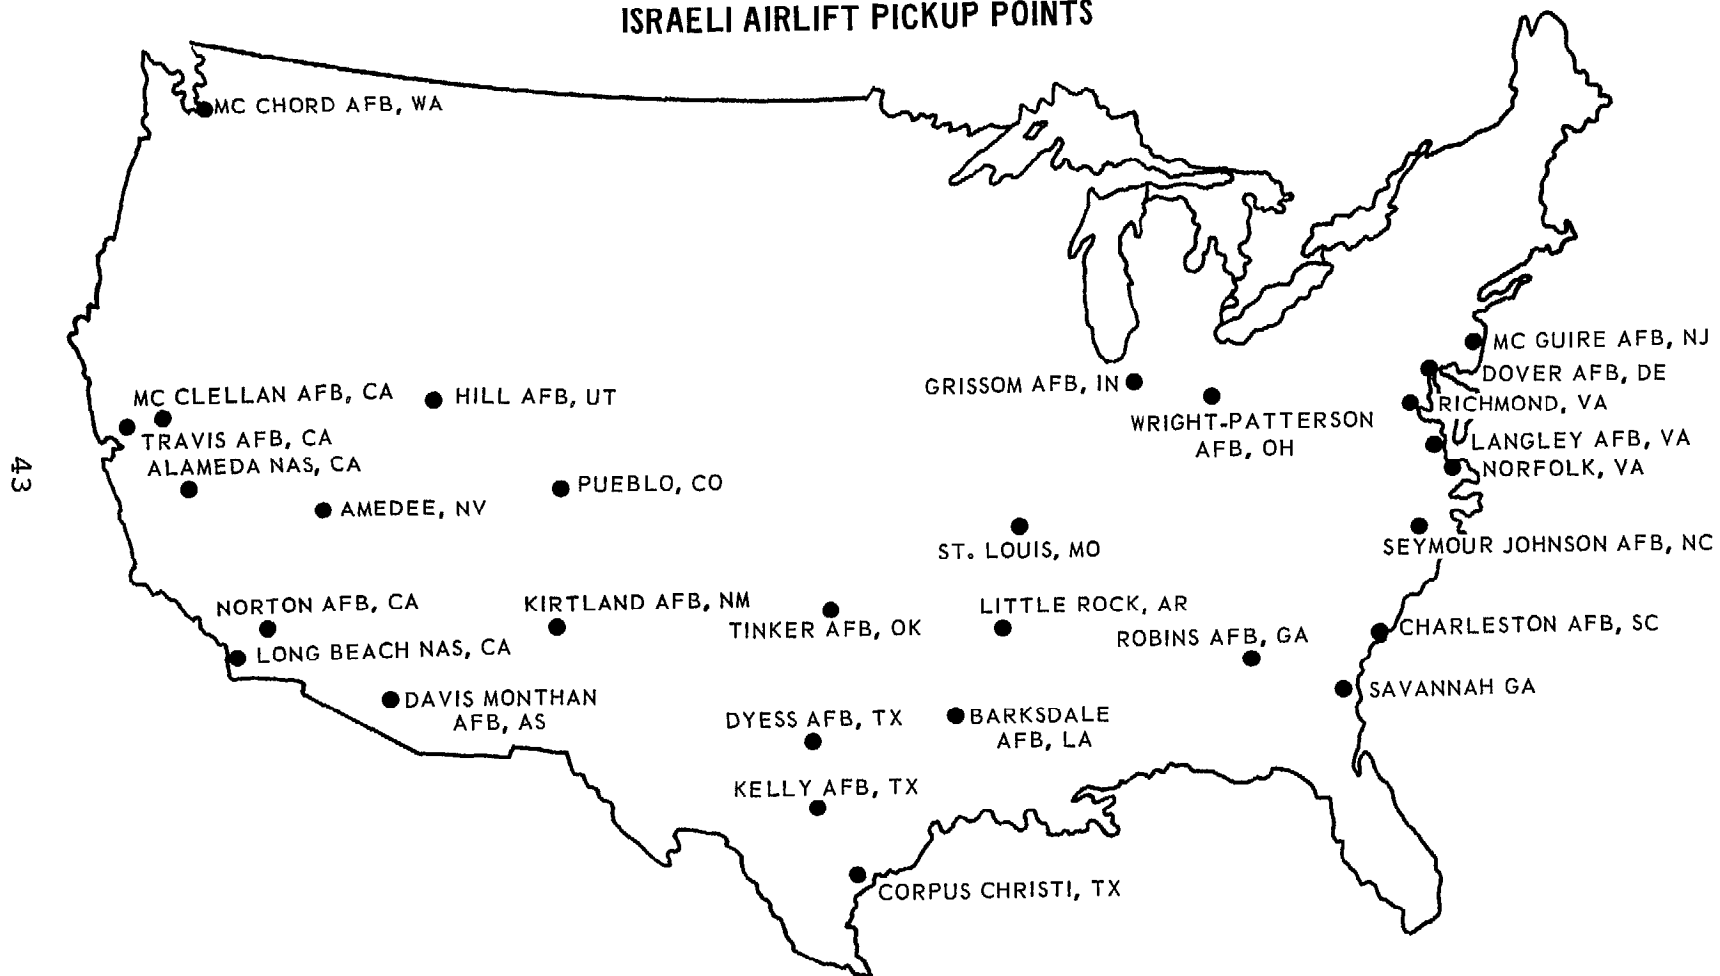 ISRAELI AIRLIFT PICKUP POINTS
MC CHORD AFB, WA
MC GUIRE AFB, NJ
DOVER AFB, DE
GRISSOM AFB, IN
MC CLELLAN AFB, CA
HILL AFB, UT
RICHMOND, VA
WRIGHT-PATTERSON
AFB, OH
TRAVIS AFB, CA
LANGLEY AFB, VA
ALAMEDA NAS, CA
NORFOLK, VA
43
PUEBLO, CO
AMEDEE, NV
ST. LOUIS, MO
SEYMOUR JOHNSON AFB, NC
NORTON AFB, CA
KIRTLAND AFB, NM
LITTLE ROCK, AR
TINKER AFB, OK
CHARLESTON AFB, SC
ROBINS AFB, GA
LONG BEACH NAS, CA
SAVANNAH GA
DAVIS MONTHAN
AFB, AS
DYESS AFB, TX
BARKSDALE
AFB, LA
KELLY AFB, TX
CORPUS CHRISTI, TX